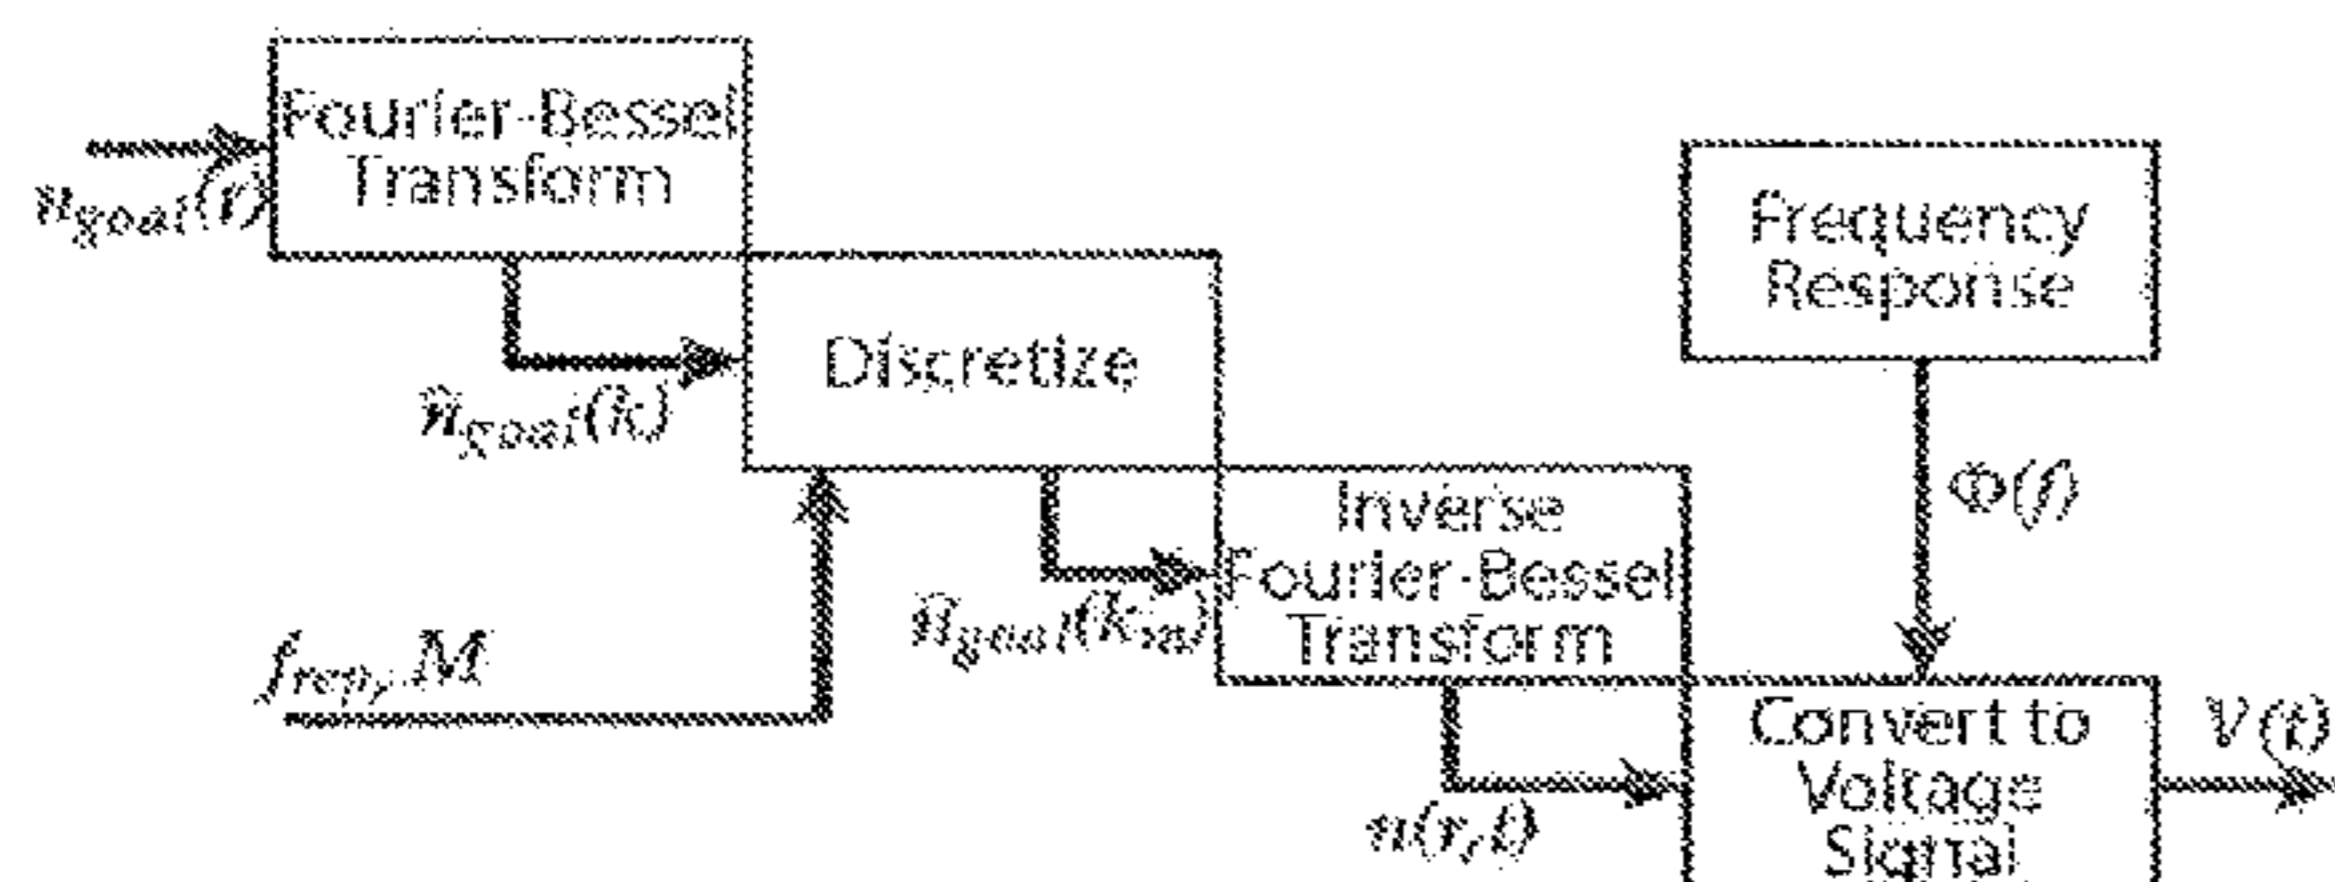 Fourier-Bessel
Transform
n_goal(r)
Frequency
Response
Discretize
n̂_goal(k)
Φ(f)
Inverse
Fourier-Bessel
Transform
n̂_goal(k_m)
f_rep, M
Convert to
Voltage
Signal
V(t)
n(r,t)